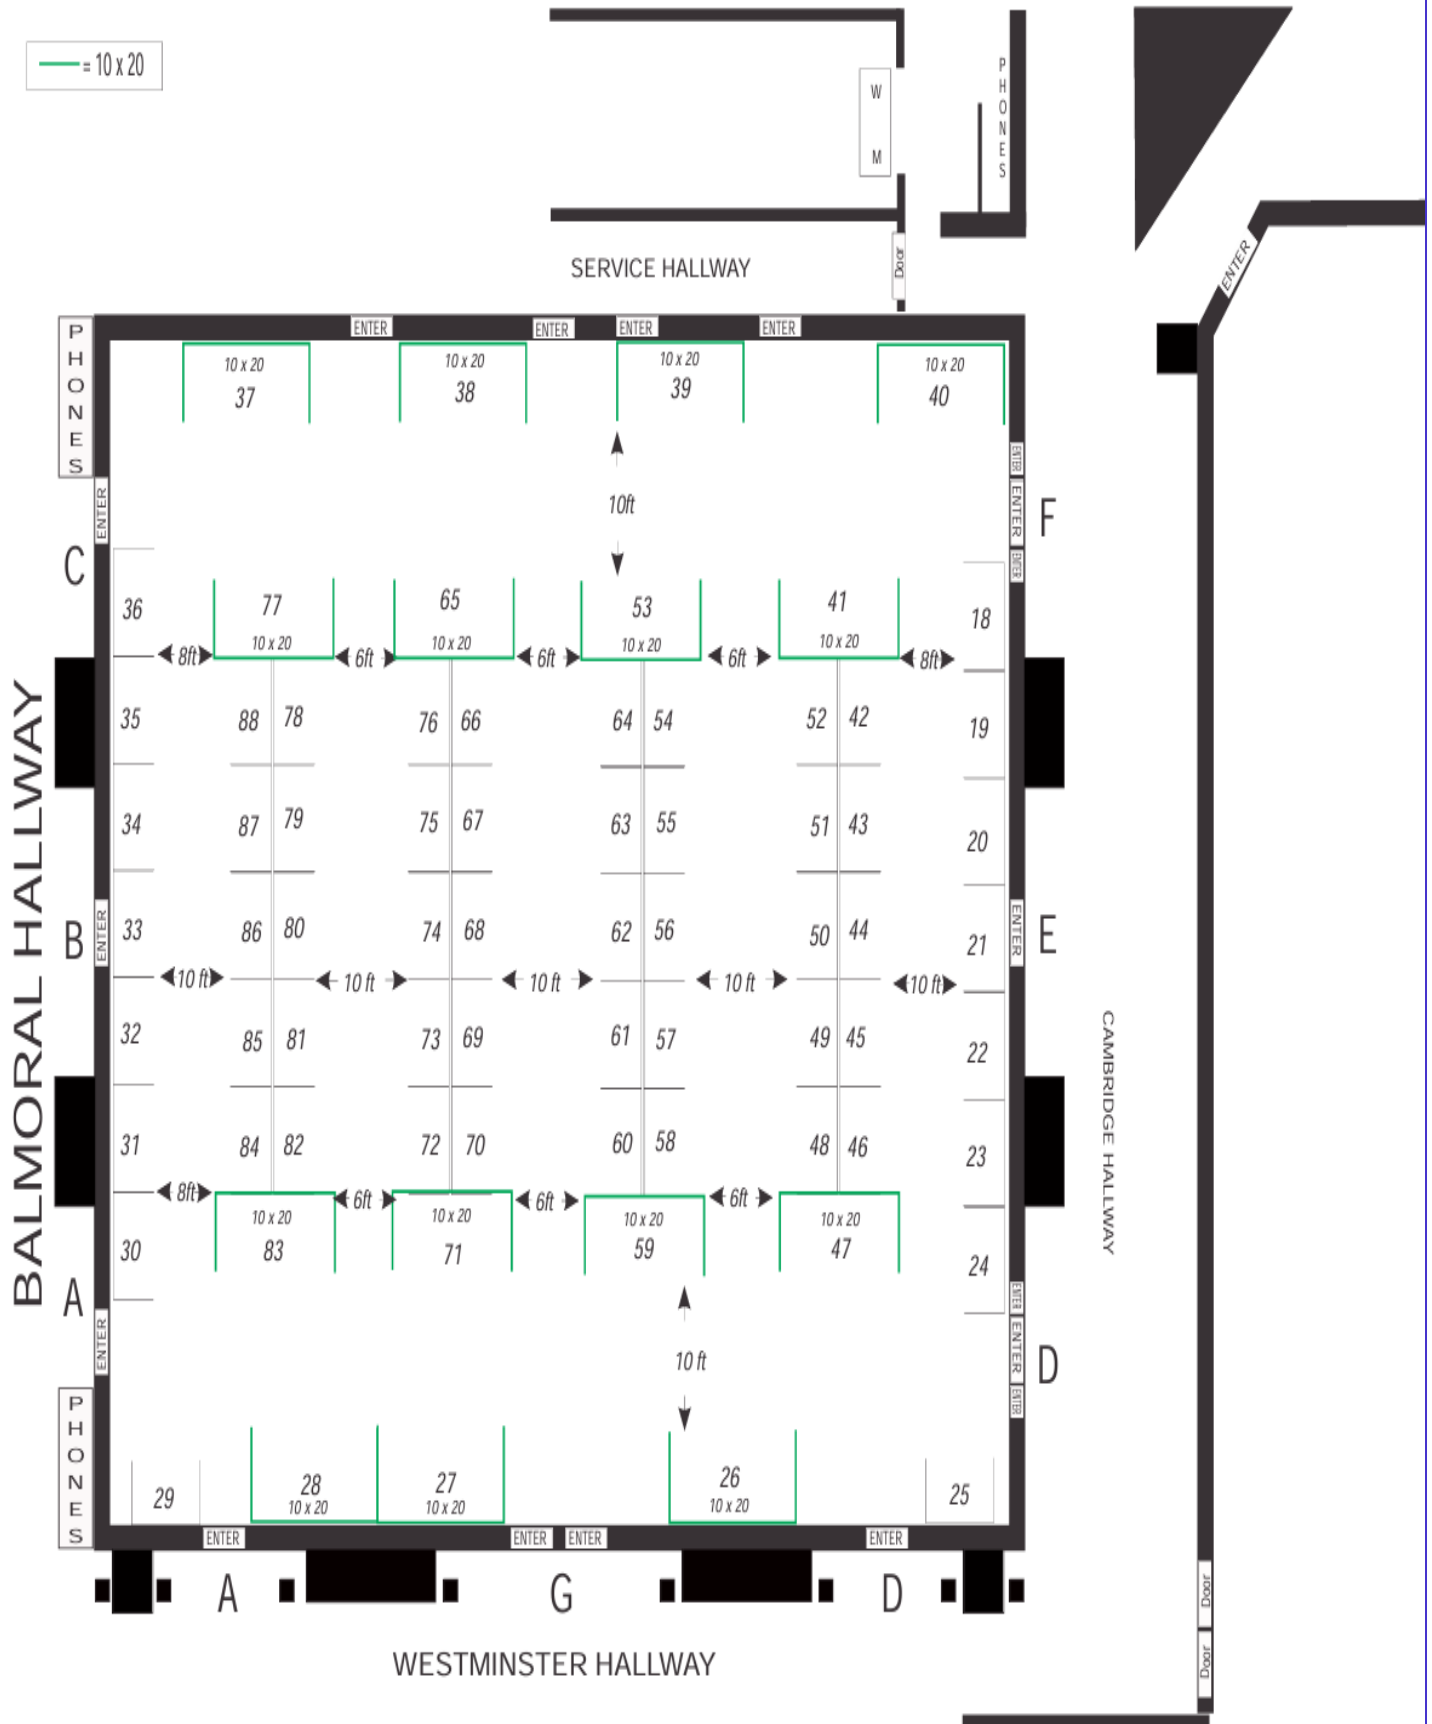 = 10 x 20
W
M
PHONES
Door
SERVICE HALLWAY
ENTER
PHONES
ENTER ENTER ENTER ENTER
10 x 20 10 x 20 10 x 20 10 x 20
37 38 39 40
ENTER
ENTER ENTER F
10ft
ENTER
C
36 77 65 53 41 18
10 x 20 10 x 20 10 x 20 10 x 20
8ft 6ft 6ft 6ft 8ft
35 88 78 76 66 64 54 52 42 19
34 87 79 75 67 63 55 51 43 20
BALMORAL HALLWAY
B ENTER 33 86 80 74 68 62 56 50 44 21 ENTER E
10 ft 10 ft 10 ft 10 ft 10 ft
32 85 81 73 69 61 57 49 45 22
CAMBRIDGE HALLWAY
31 84 82 72 70 60 58 48 46 23
8ft 6ft 6ft 6ft
10 x 20 10 x 20 10 x 20 10 x 20
30 83 71 59 47 24
A
ENTER
ENTER
10 ft
ENTER D
ENTER
PHONES
29 28 27 26 25
10 x 20 10 x 20 10 x 20
ENTER ENTER ENTER ENTER
A G D
Door
Door
WESTMINSTER HALLWAY